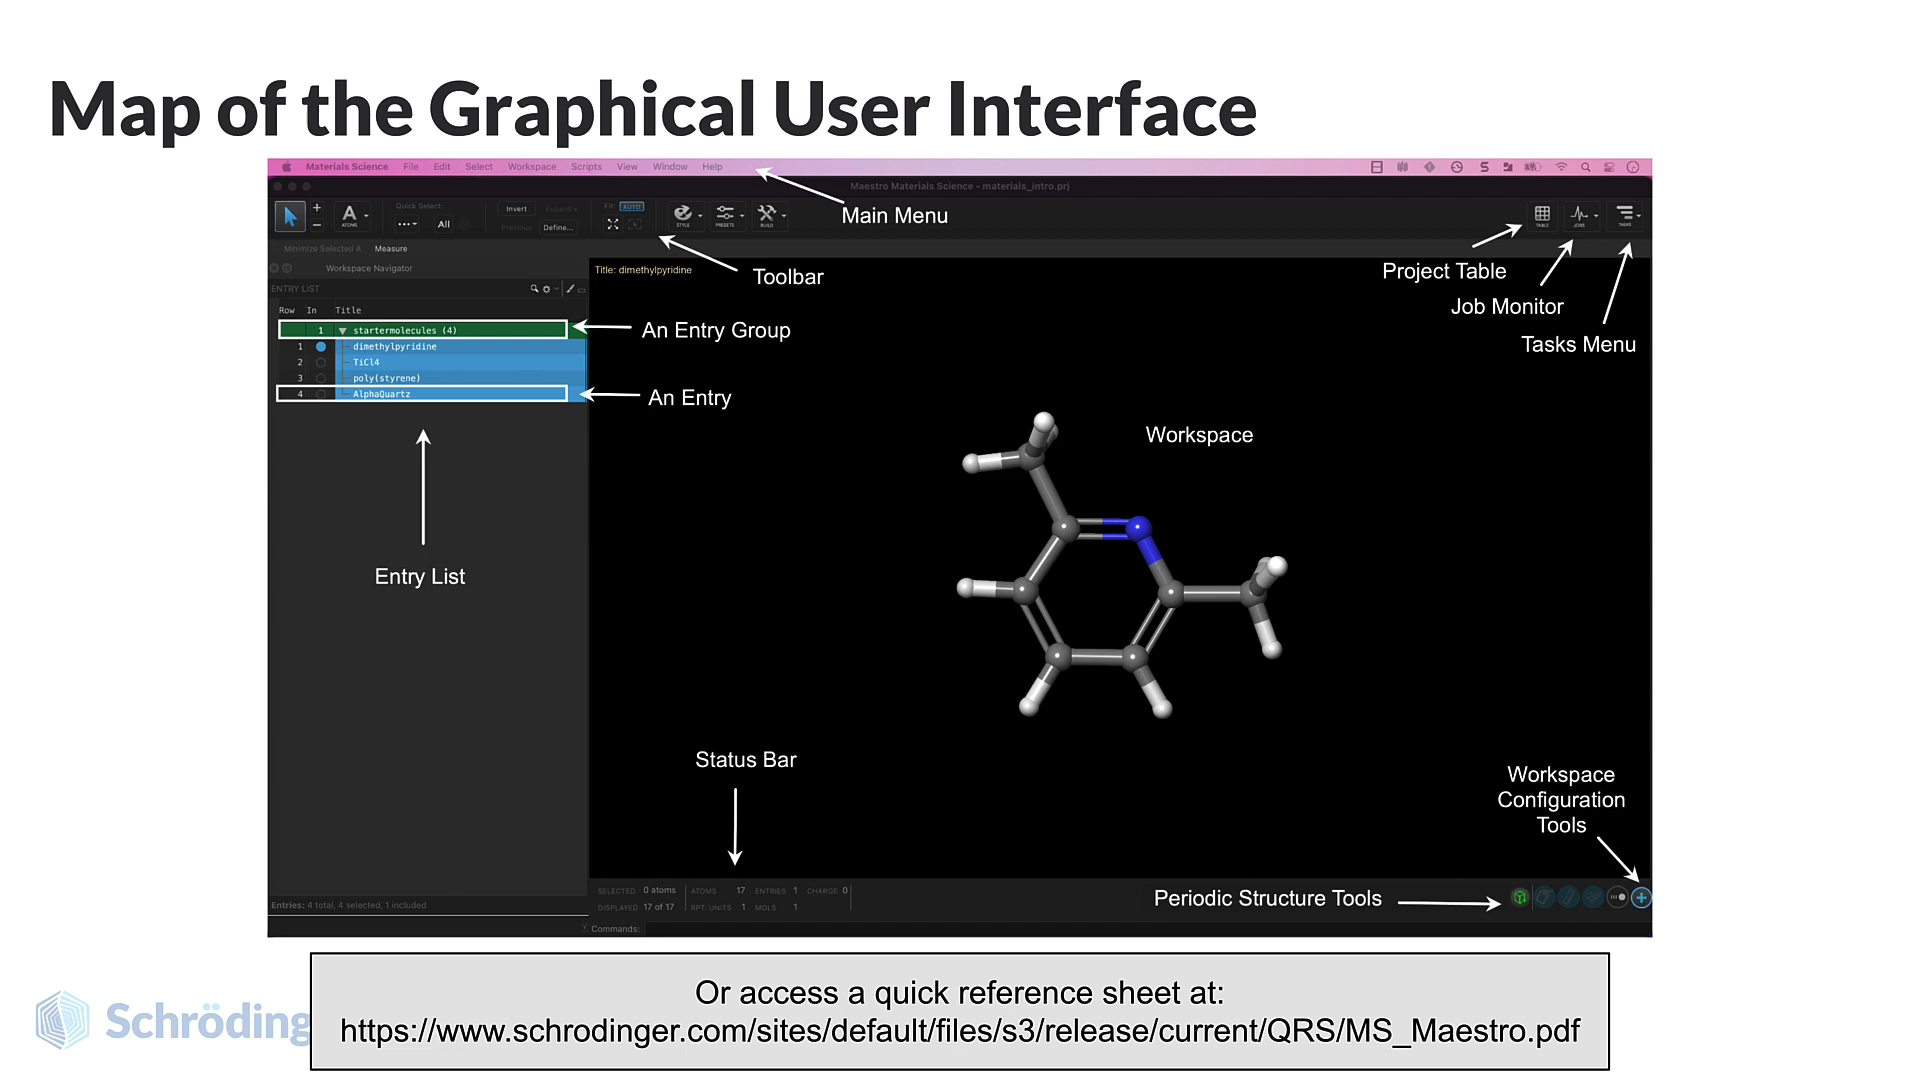 Map of the Graphical User Interface
Materials Science File Edit Select Workspace Scripts View Window Help
Maestro Materials Science - materials_intro.prj
Main Menu
Quick Select:
All
ATOMS
Invert Expand
Previous Define...
Fit: AUTO
STYLE PRESETS BUILD
TABLE JOBS TASKS
Toolbar
Project Table
Job Monitor
Tasks Menu
Minimize Selected A Measure
Workspace Navigator
Title: dimethylpyridine
ENTRY LIST
Row In Title
1 startermolecules (4)
1 dimethylpyridine
2 TiCl4
3 poly(styrene)
4 AlphaQuartz
An Entry Group
An Entry
Entry List
Workspace
Status Bar
Workspace
Configuration
Tools
Periodic Structure Tools
SELECTED 0 atoms ATOMS 17 ENTRIES 1 CHARGE 0
DISPLAYED 17 of 17 RPT. UNITS 1 MOLS 1
Entries: 4 total, 4 selected, 1 included
Commands:
Or access a quick reference sheet at:
https://www.schrodinger.com/sites/default/files/s3/release/current/QRS/MS_Maestro.pdf
Schröding